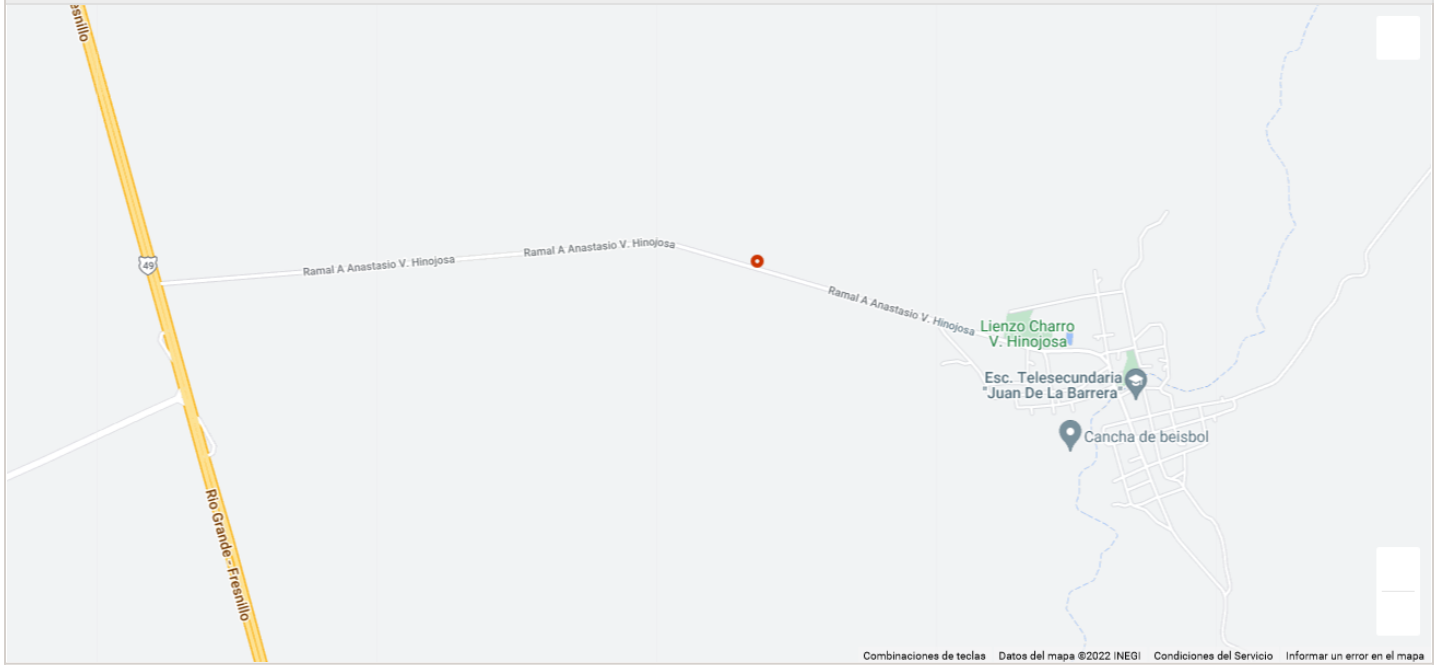 esnillo
49
Ramal A Anastasio V. Hinojosa
Ramal A Anastasio V. Hinojosa
Ramal A Anastasio V. Hinojosa
Lienzo Charro
V. Hinojosa
Esc. Telesecundaria
"Juan De La Barrera"
Cancha de beisbol
Rio Grande - Fresnillo
Combinaciones de teclas Datos del mapa ©2022 INEGI Condiciones del Servicio Informar un error en el mapa